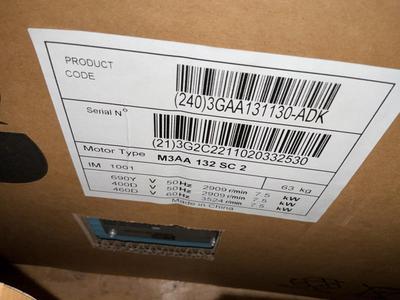 PRODUCT CODE
(240)3GAA131130-ADK
Serial Nº
(21)3G2C2211020332530
Motor Type M3AA 132 SC 2
IM 1001 63 kg
690Y V 50Hz 2909 r/min 7.5 kW
400D V 50Hz 2909 r/min 7.5 kW
460D V 60Hz 3524 r/min 7.5 kW
Made in China